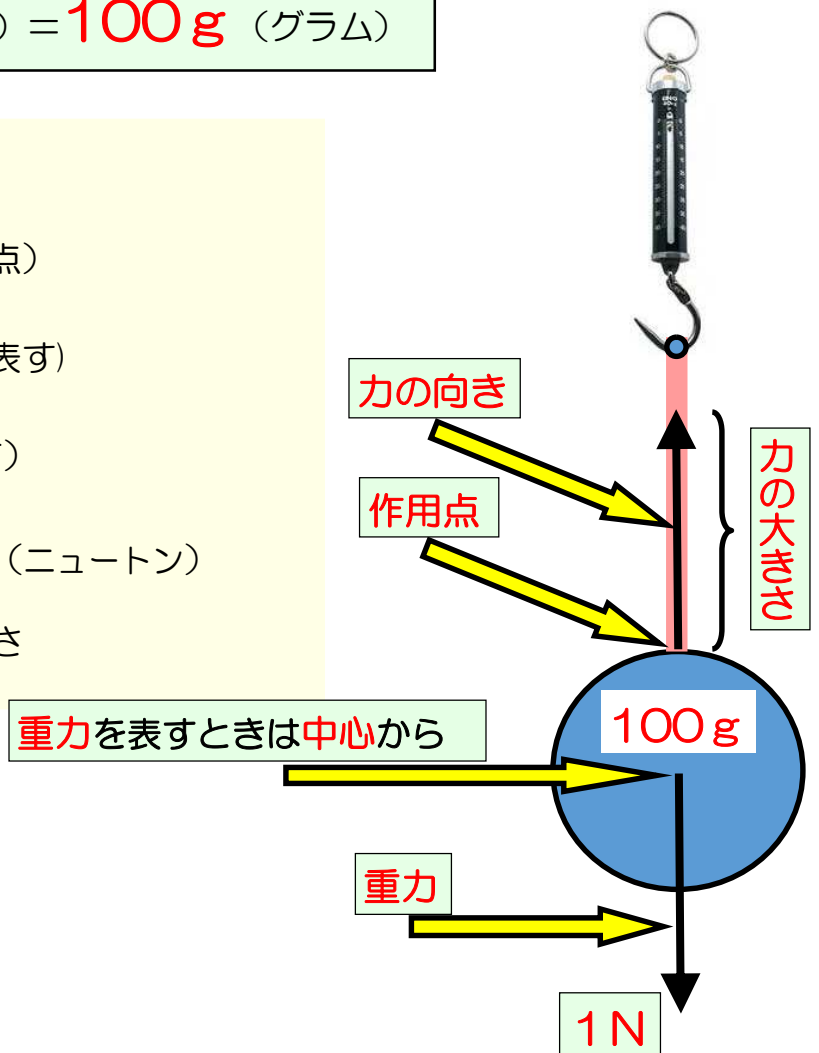 ）＝100ｇ（グラム）
点）
表す)
）
（ニュートン）
さ
力の向き
作用点
力の大きさ
100ｇ
重力を表すときは中心から
重力
1N